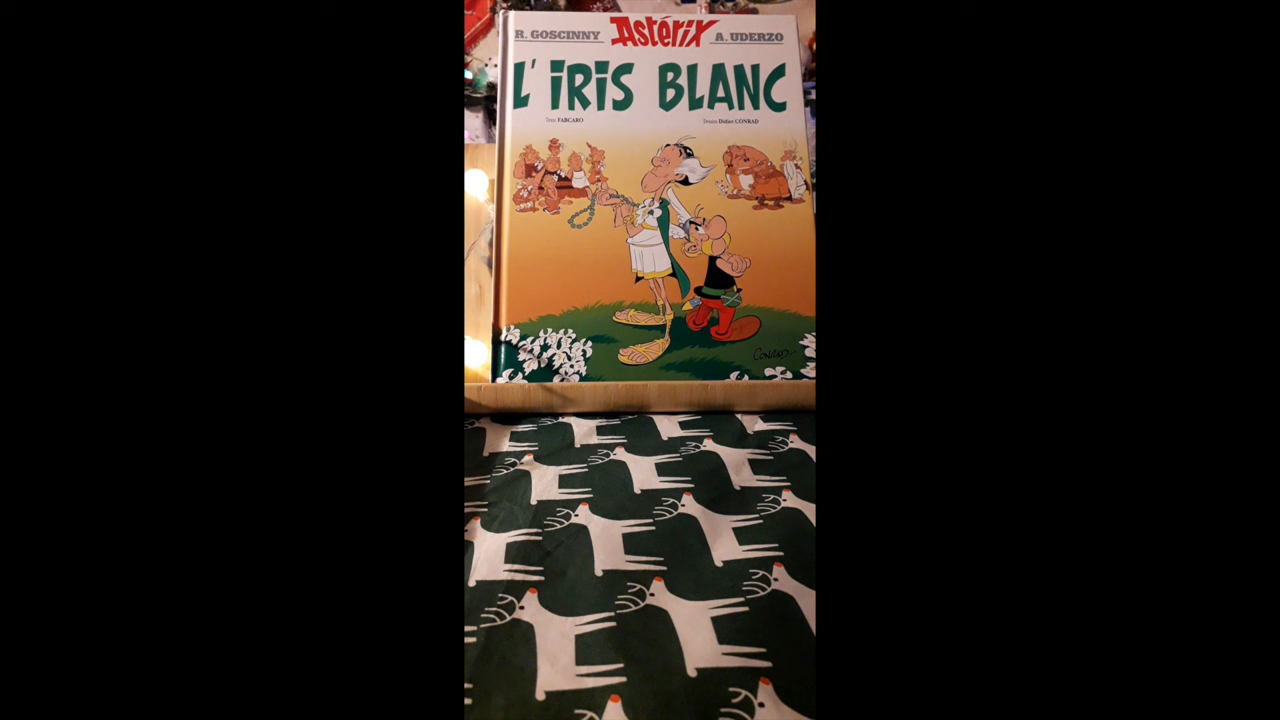 R. GOSCINNY Astérix A. UDERZO
L'IRIS BLANC
Texte FABCARO Dessin Didier CONRAD
CONRAD